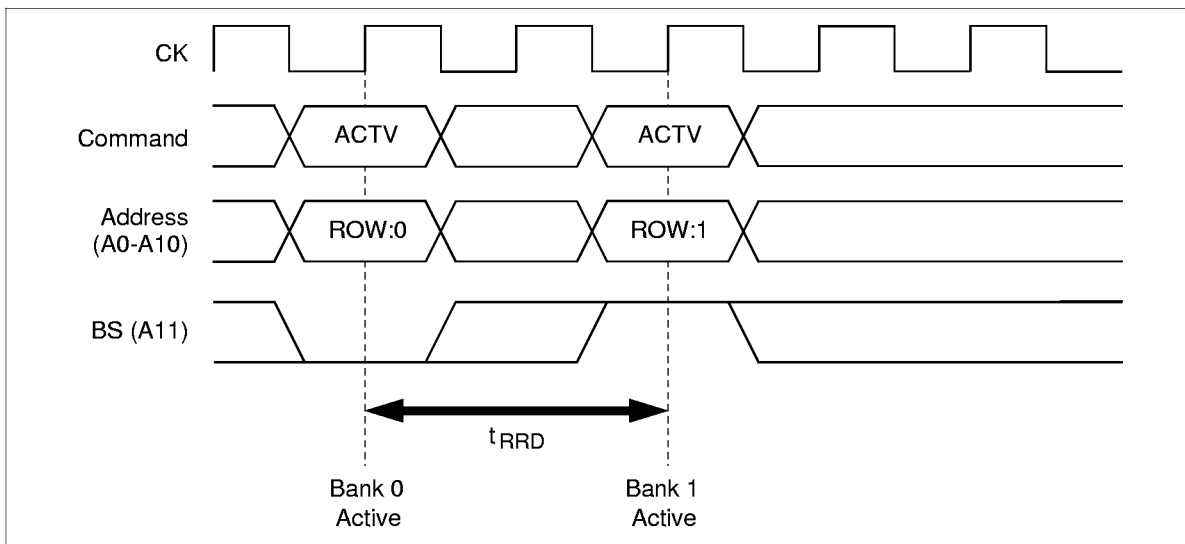 CK
Command
ACTV
ACTV
Address
(A0-A10)
ROW:0
ROW:1
BS (A11)
tRRD
Bank 0
Active
Bank 1
Active